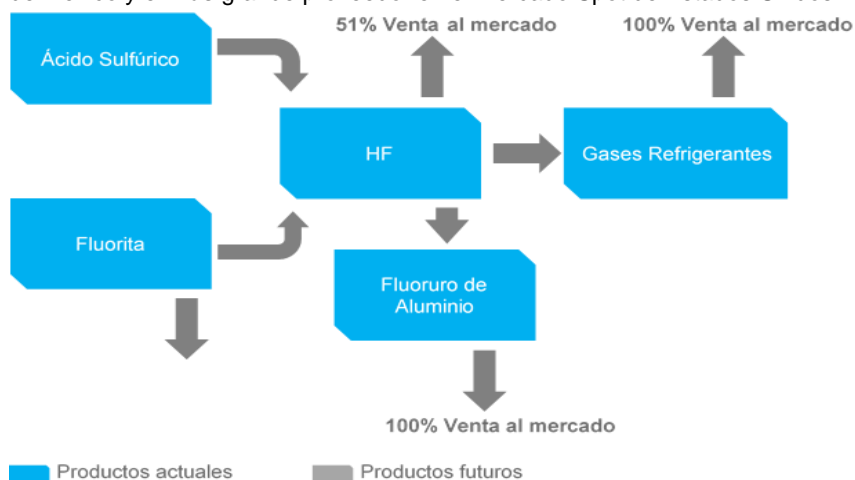 51% Venta al mercado
100% Venta al mercado
Ácido Sulfúrico
HF
Gases Refrigerantes
Fluorita
Fluoruro de
Aluminio
100% Venta al mercado
Productos actuales
Productos futuros